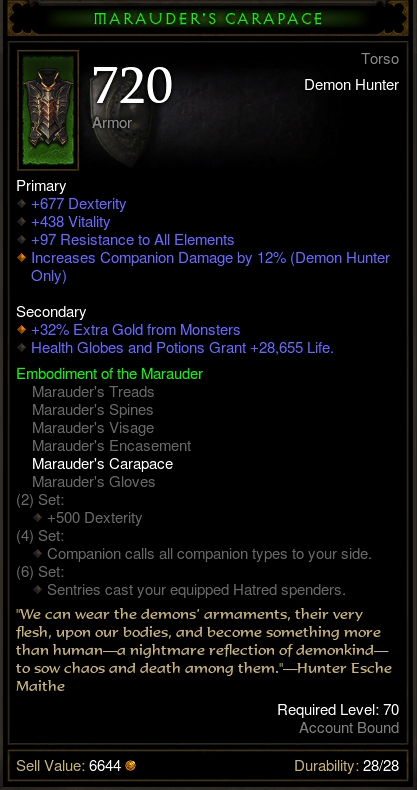 MARAUDER'S CARAPACE
Torso
720
Demon Hunter
Armor
Primary
+677 Dexterity
+438 Vitality
+97 Resistance to All Elements
Increases Companion Damage by 12% (Demon Hunter
Only)
Secondary
+32% Extra Gold from Monsters
Health Globes and Potions Grant +28,655 Life.
Embodiment of the Marauder
Marauder's Treads
Marauder's Spines
Marauder's Visage
Marauder's Encasement
Marauder's Carapace
Marauder's Gloves
(2) Set:
+500 Dexterity
(4) Set:
Companion calls all companion types to your side.
(6) Set:
Sentries cast your equipped Hatred spenders.
"We can wear the demons' armaments, their very
flesh, upon our bodies, and become something more
than human—a nightmare reflection of demonkind—
to sow chaos and death among them."—Hunter Esche
Maithe
Required Level: 70
Account Bound
Sell Value: 6644
Durability: 28/28